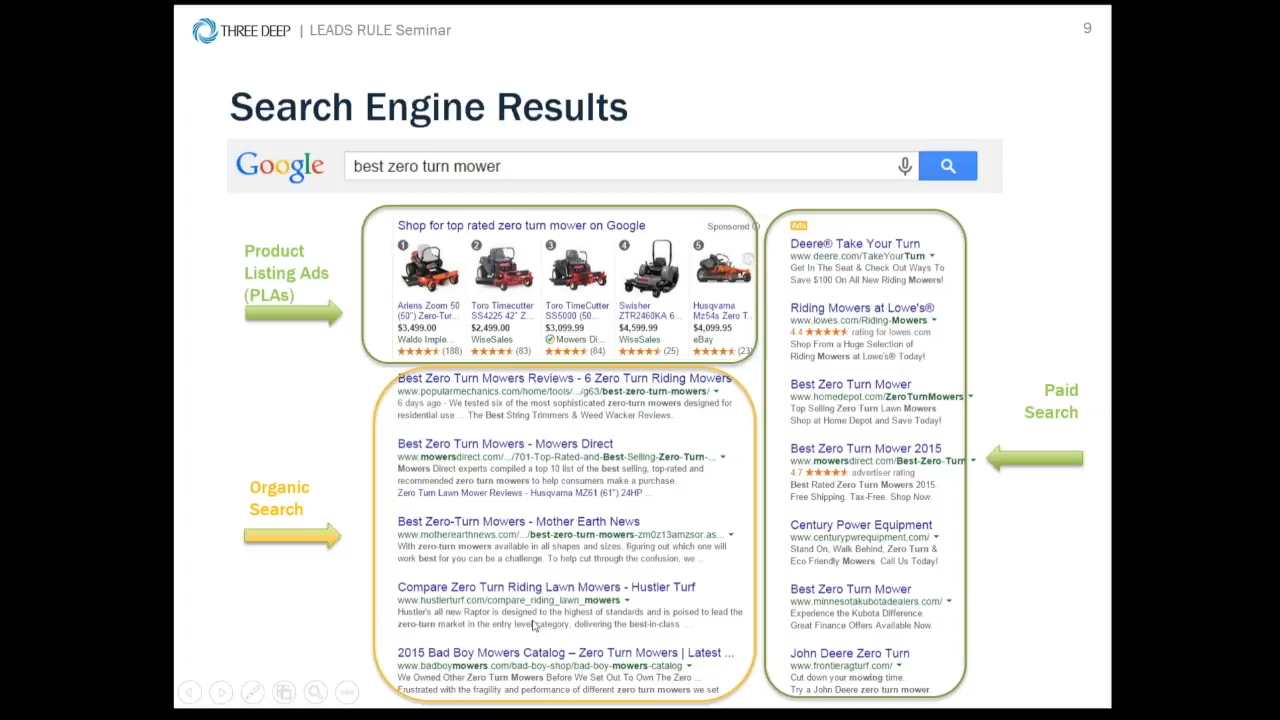 THREE DEEP | LEADS RULE Seminar
9
Search Engine Results
Google
best zero turn mower
Product
Listing Ads
(PLAs)
Shop for top rated zero turn mower on Google
Sponsored
1
2
3
4
5
Ariens Zoom 50
(50") Zero-Tur...
$3,499.00
Waldo Imple...
(188)
Toro Timecutter
SS4225 42" Z...
$2,499.00
WiseSales
(83)
Toro TimeCutter
SS5000 (50...
$3,099.99
Mowers Di...
(84)
Swisher
ZTR2460KA 6...
$4,599.99
WiseSales
(25)
Husqvarna
Mz54s Zero T...
$4,099.95
eBay
(23)
Organic
Search
Best Zero Turn Mowers Reviews - 6 Zero Turn Riding Mowers
www.popularmechanics.com/home/tools/.../g63/best-zero-turn-mowers/
6 days ago - We tested six of the most sophisticated zero-turn mowers designed for
residential use ... The Best String Trimmers & Weed Wacker Reviews.
Best Zero Turn Mowers - Mowers Direct
www.mowersdirect.com/.../701-Top-Rated-and-Best-Selling-Zero-Turn-...
Mowers Direct experts compiled a top 10 list of the best selling, top-rated and
recommended zero turn mowers to help consumers make a purchase.
Zero Turn Lawn Mower Reviews - Husqvarna MZ61 (61") 24HP ...
Best Zero-Turn Mowers - Mother Earth News
www.motherearthnews.com/.../best-zero-turn-mowers-zm0z13amzsor.as...
With zero-turn mowers available in all shapes and sizes, figuring out which one will
work best for you can be a challenge. To help cut through the confusion, we ...
Compare Zero Turn Riding Lawn Mowers - Hustler Turf
www.hustlerturf.com/compare_riding_lawn_mowers
Hustler's all new Raptor is designed to the highest of standards and is poised to lead the
zero-turn market in the entry level category, delivering the best-in-class ...
2015 Bad Boy Mowers Catalog – Zero Turn Mowers | Latest ...
www.badboymowers.com/bad-boy-shop/bad-boy-mowers-catalog
We Owned Other Zero Turn Mowers Before We Set Out To Own The Zero ...
Frustrated with the fragility and performance of different zero turn mowers we set
Ads
Deere® Take Your Turn
www.deere.com/TakeYourTurn
Get In The Seat & Check Out Ways To
Save $100 On All New Riding Mowers!
Riding Mowers at Lowe's®
www.lowes.com/Riding-Mowers
4.4 rating for lowes.com
Shop From a Huge Selection of
Riding Mowers at Lowe's® Today!
Best Zero Turn Mower
www.homedepot.com/ZeroTurnMowers
Top Selling Zero Turn Lawn Mowers
Shop at Home Depot and Save Today!
Best Zero Turn Mower 2015
www.mowersdirect.com/Best-Zero-Turn
4.7 advertiser rating
Best Rated Zero Turn Mowers 2015.
Free Shipping. Tax-Free. Shop Now.
Century Power Equipment
www.centurypwrequipment.com/
Stand On, Walk Behind, Zero Turn &
Eco Friendly Mowers. Call Us Today!
Best Zero Turn Mower
www.minnesotakubotadealers.com/
Experience the Kubota Difference.
Great Finance Offers Available Now.
John Deere Zero Turn
www.frontieragturf.com/
Cut down your mowing time.
Try a John Deere zero turn mower.
Paid
Search